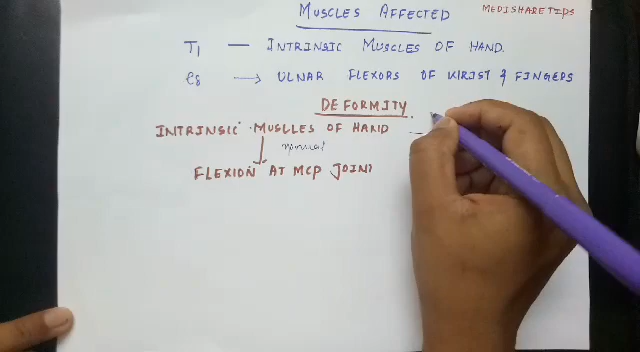 MUSCLES AFFECTED
MEDISHARETIPS
T1 — INTRINSIC MUSCLES OF HAND.
C8 → ULNAR FLEXORS OF WRIST & FINGERS
DEFORMITY.
INTRINSIC MUSCLES OF HAND —
normal
FLEXION AT MCP JOINT